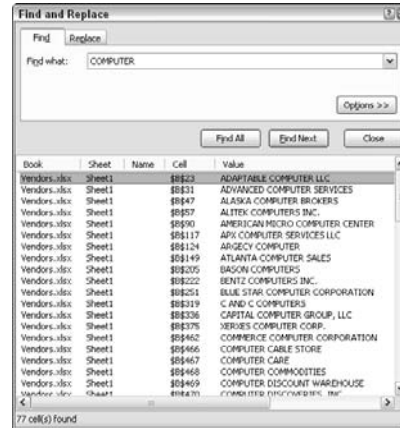 Find and Replace
Find Replace
Find what: COMPUTER
Options >>
Find All Find Next Close
Book Sheet Name Cell Value
Vendors.xlsx Sheet1 $B$23 ADAPTABLE COMPUTER LLC
Vendors.xlsx Sheet1 $B$31 ADVANCED COMPUTER SERVICES
Vendors.xlsx Sheet1 $B$47 ALASKA COMPUTER BROKERS
Vendors.xlsx Sheet1 $B$57 ALITEK COMPUTERS INC.
Vendors.xlsx Sheet1 $B$90 AMERICAN MICRO COMPUTER CENTER
Vendors.xlsx Sheet1 $B$117 APX COMPUTER SERVICES LLC
Vendors.xlsx Sheet1 $B$124 ARGECY COMPUTER
Vendors.xlsx Sheet1 $B$149 ATLANTA COMPUTER SALES
Vendors.xlsx Sheet1 $B$205 BASON COMPUTERS
Vendors.xlsx Sheet1 $B$222 BENTZ COMPUTERS INC.
Vendors.xlsx Sheet1 $B$251 BLUE STAR COMPUTER CORPORATION
Vendors.xlsx Sheet1 $B$319 C AND C COMPUTERS
Vendors.xlsx Sheet1 $B$336 CAPITAL COMPUTER GROUP, LLC
Vendors.xlsx Sheet1 $B$375 XERXES COMPUTER CORP.
Vendors.xlsx Sheet1 $B$462 COMMERCE COMPUTER CORPORATION
Vendors.xlsx Sheet1 $B$466 COMPUTER CABLE STORE
Vendors.xlsx Sheet1 $B$467 COMPUTER CARE
Vendors.xlsx Sheet1 $B$468 COMPUTER COMMODITIES
Vendors.xlsx Sheet1 $B$469 COMPUTER DISCOUNT WAREHOUSE
Vendors.xlsx Sheet1 $B$470 COMPUTER DISCOVERIES, INC.
77 cell(s) found